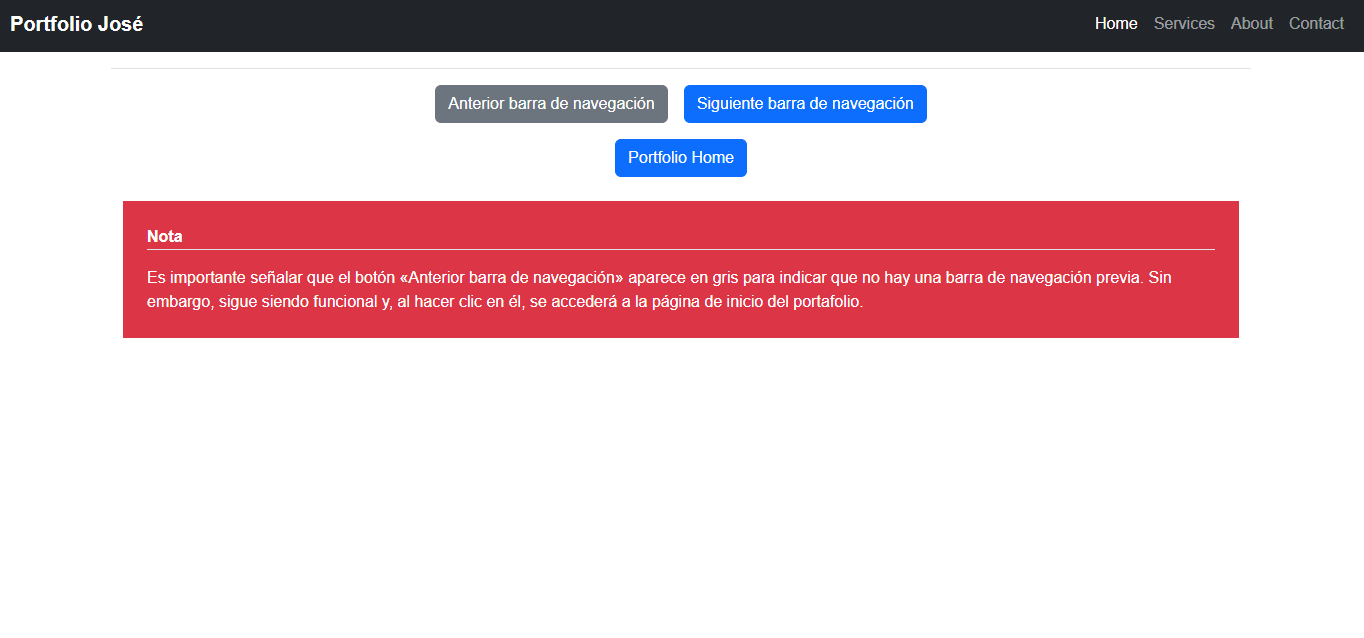 Portfolio José
Home Services About Contact
Anterior barra de navegación
Siguiente barra de navegación
Portfolio Home
Nota
Es importante señalar que el botón «Anterior barra de navegación» aparece en gris para indicar que no hay una barra de navegación previa. Sin
embargo, sigue siendo funcional y, al hacer clic en él, se accederá a la página de inicio del portafolio.